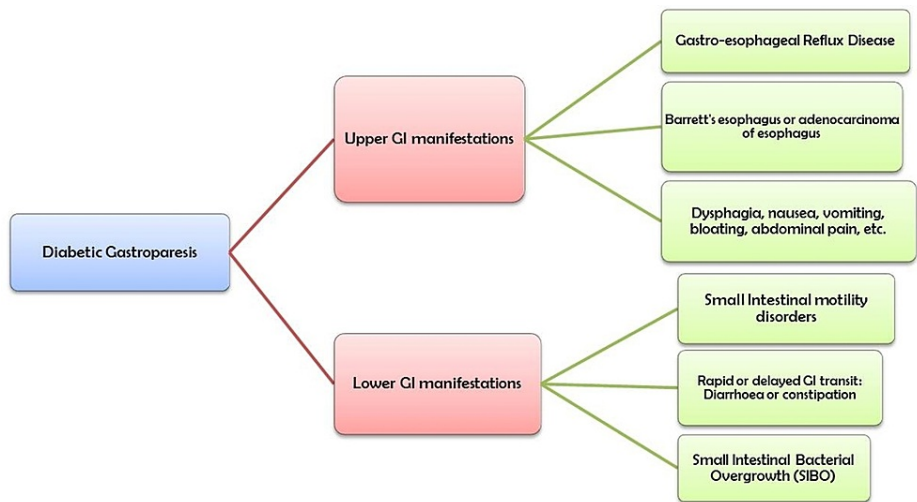 Gastro-esophageal Reflux Disease
Upper GI manifestations
Barrett's esophagus or adenocarcinoma
of esophagus
Dysphagia, nausea, vomiting,
bloating, abdominal pain, etc.
Diabetic Gastroparesis
Small Intestinal motility
disorders
Lower GI manifestations
Rapid or delayed GI transit:
Diarrhoea or constipation
Small Intestinal Bacterial
Overgrowth (SIBO)